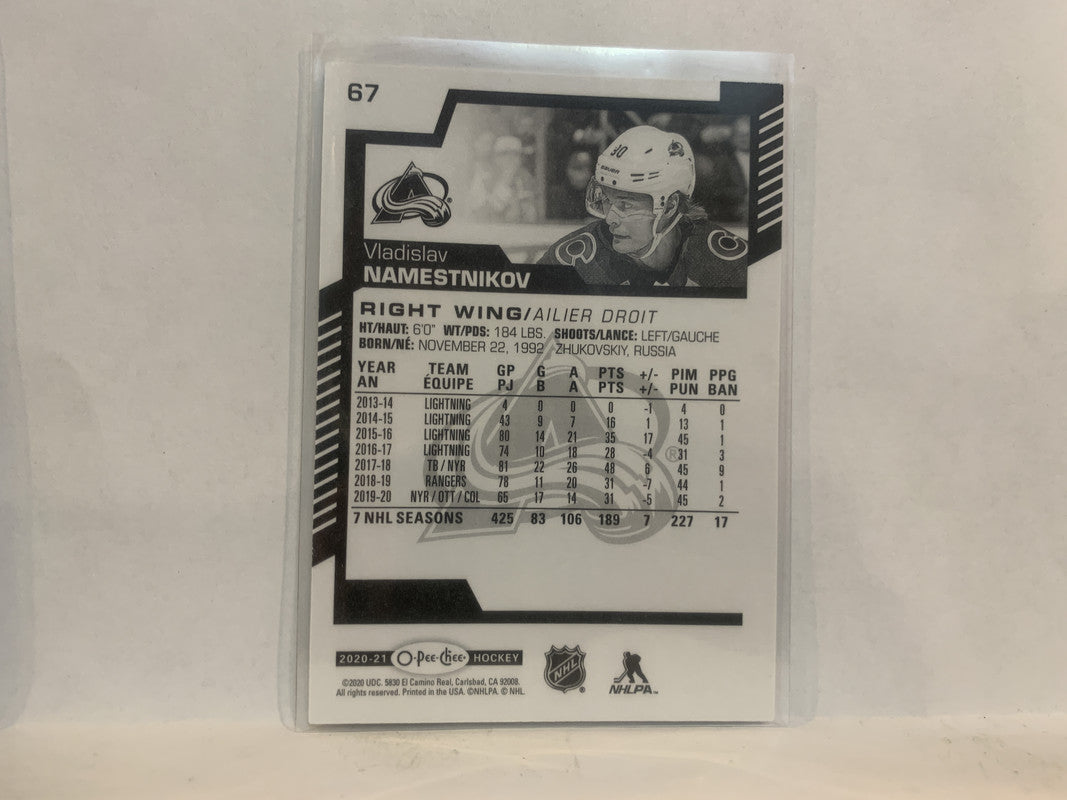 67
90
Vladislav
NAMESTNIKOV
RIGHT WING/AILIER DROIT
HT/HAUT: 6'0" WT/PDS: 184 LBS. SHOOTS/LANCE: LEFT/GAUCHE
BORN/NÉ: NOVEMBER 22, 1992 ZHUKOVSKIY, RUSSIA
YEAR TEAM GP G A PTS +/- PIM PPG
AN ÉQUIPE PJ B A PTS +/- PUN BAN
2013-14 LIGHTNING 4 0 0 0 -1 4 0
2014-15 LIGHTNING 43 9 7 16 1 13 1
2015-16 LIGHTNING 80 14 21 35 17 45 1
2016-17 LIGHTNING 74 10 18 28 -4 31 3
2017-18 TB / NYR 81 22 26 48 6 45 9
2018-19 RANGERS 78 11 20 31 -7 44 1
2019-20 NYR / OTT / COL 65 17 14 31 -5 45 2
7 NHL SEASONS 425 83 106 189 7 227 17
2020-21 O-Pee-Chee HOCKEY
©2020 UDC. 5830 El Camino Real, Carlsbad, CA 92008.
All rights reserved. Printed in the USA. ©NHLPA. © NHL.
NHL
NHLPA